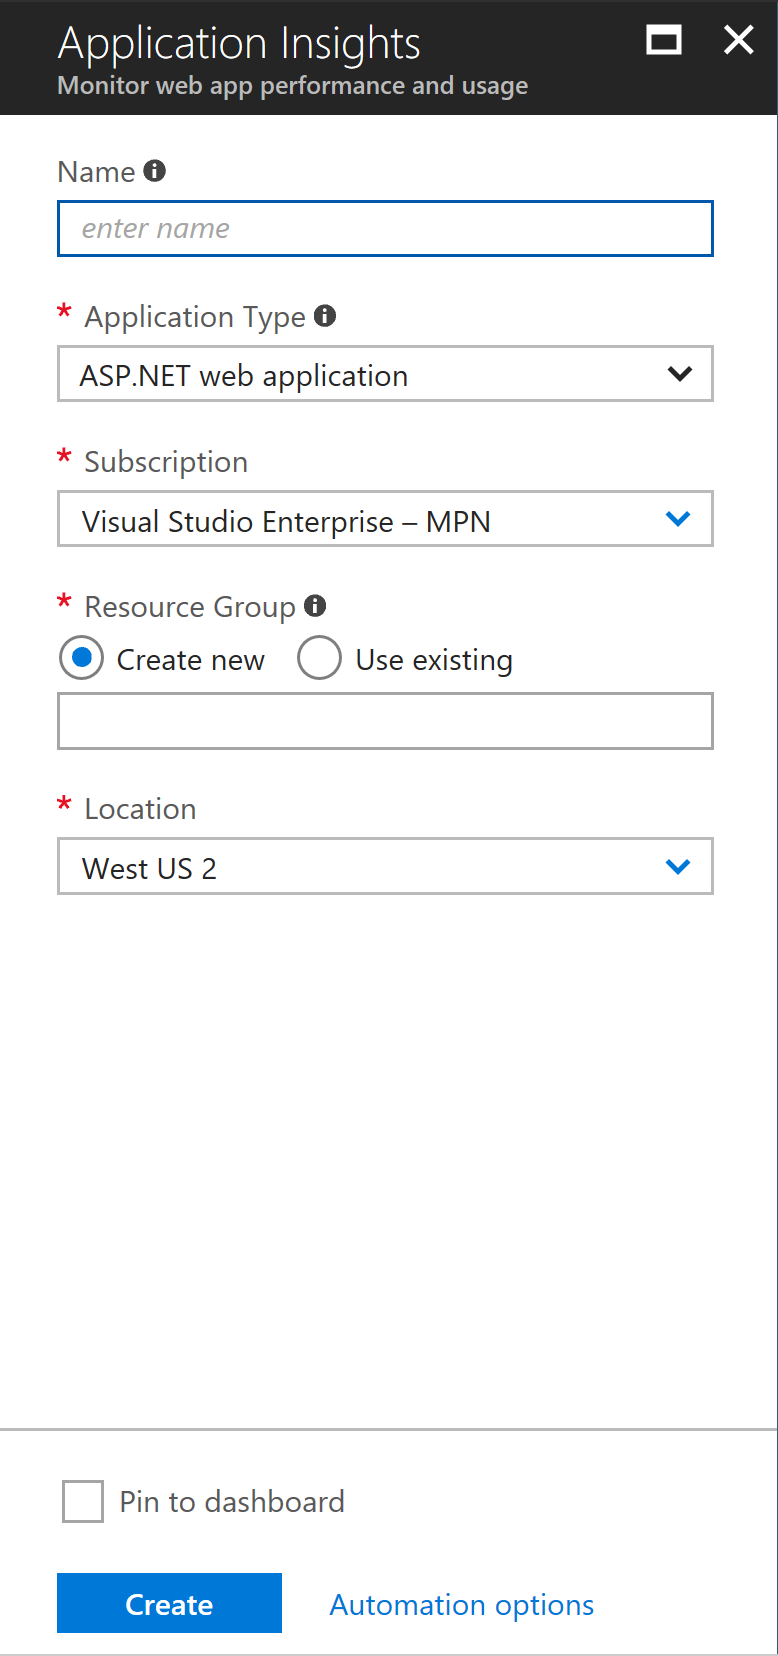 Application Insights
Monitor web app performance and usage
Name
enter name
* Application Type
ASP.NET web application
* Subscription
Visual Studio Enterprise – MPN
* Resource Group
Create new Use existing
* Location
West US 2
Pin to dashboard
Create Automation options